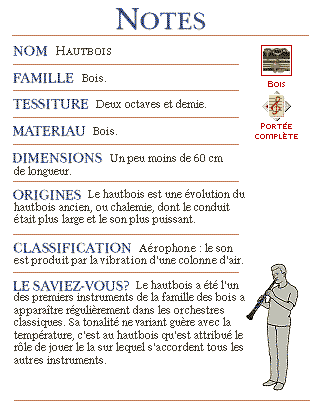 NOTES
NOM HAUTBOIS
FAMILLE Bois.
TESSITURE Deux octaves et demie.
MATERIAU Bois.
DIMENSIONS Un peu moins de 60 cm
de longueur.
ORIGINES Le hautbois est une évolution du
hautbois ancien, ou chalemie, dont le conduit
était plus large et le son plus puissant.
CLASSIFICATION Aérophone : le son
est produit par la vibration d'une colonne d'air.
LE SAVIEZ-VOUS? Le hautbois a été l'un
des premiers instruments de la famille des bois a
apparaître régulièrement dans les orchestres
classiques. Sa tonalité ne variant guère avec la
température, c'est au hautbois qu'est attribué le
rôle de jouer le la sur lequel s'accordent tous les
autres instruments.
BOIS
PORTÉE
COMPLÈTE